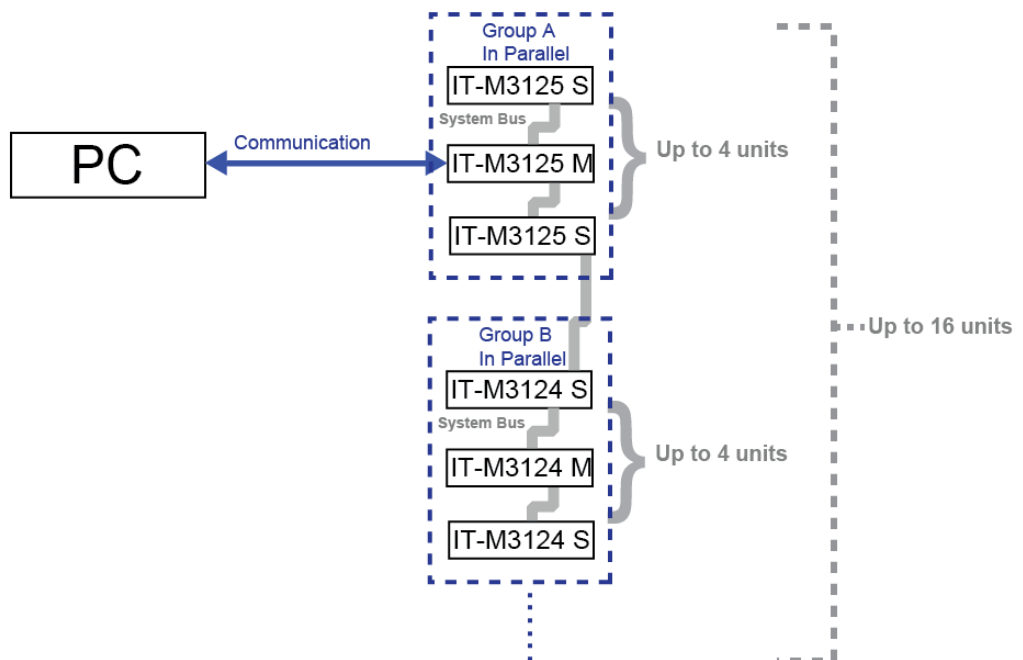 Group A
In Parallel
IT-M3125 S
System Bus
PC
Communication
IT-M3125 M
Up to 4 units
IT-M3125 S
Group B
In Parallel
Up to 16 units
IT-M3124 S
System Bus
IT-M3124 M
Up to 4 units
IT-M3124 S